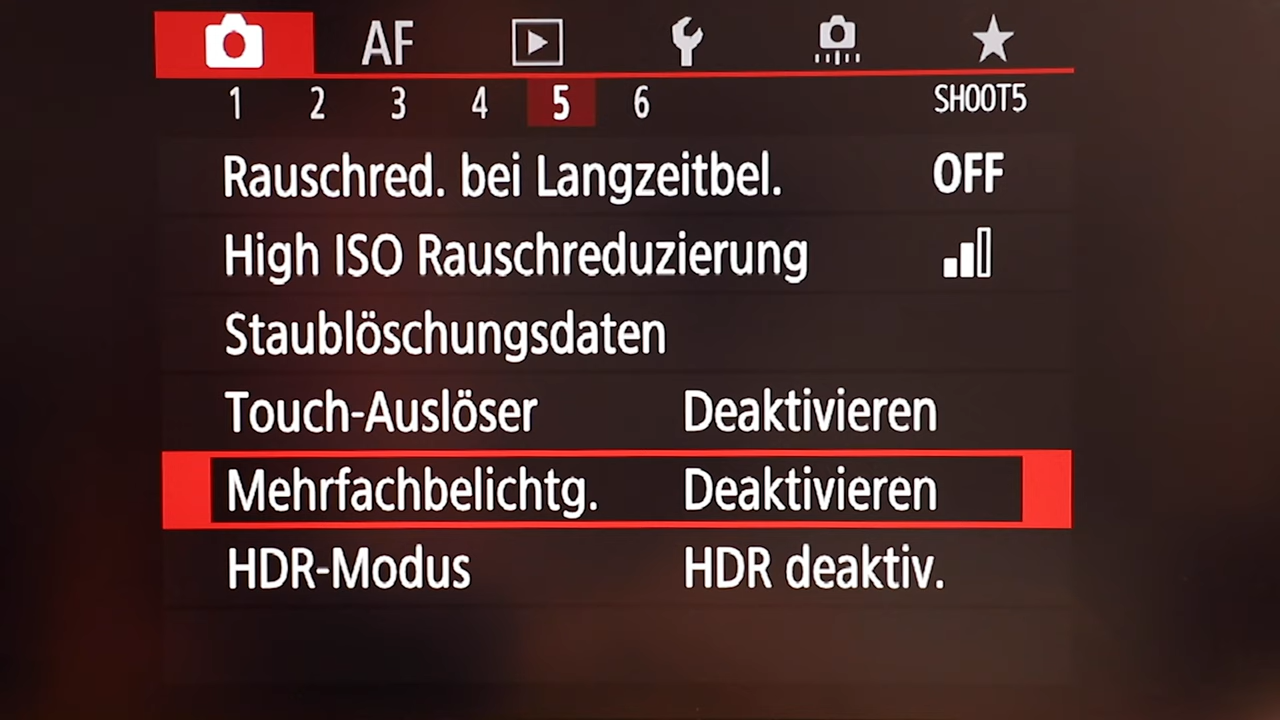 AF
1 2 3 4 5 6 SHOOT5
Rauschred. bei Langzeitbel. OFF
High ISO Rauschreduzierung
Staublöschungsdaten
Touch-Auslöser Deaktivieren
Mehrfachbelichtg. Deaktivieren
HDR-Modus HDR deaktiv.